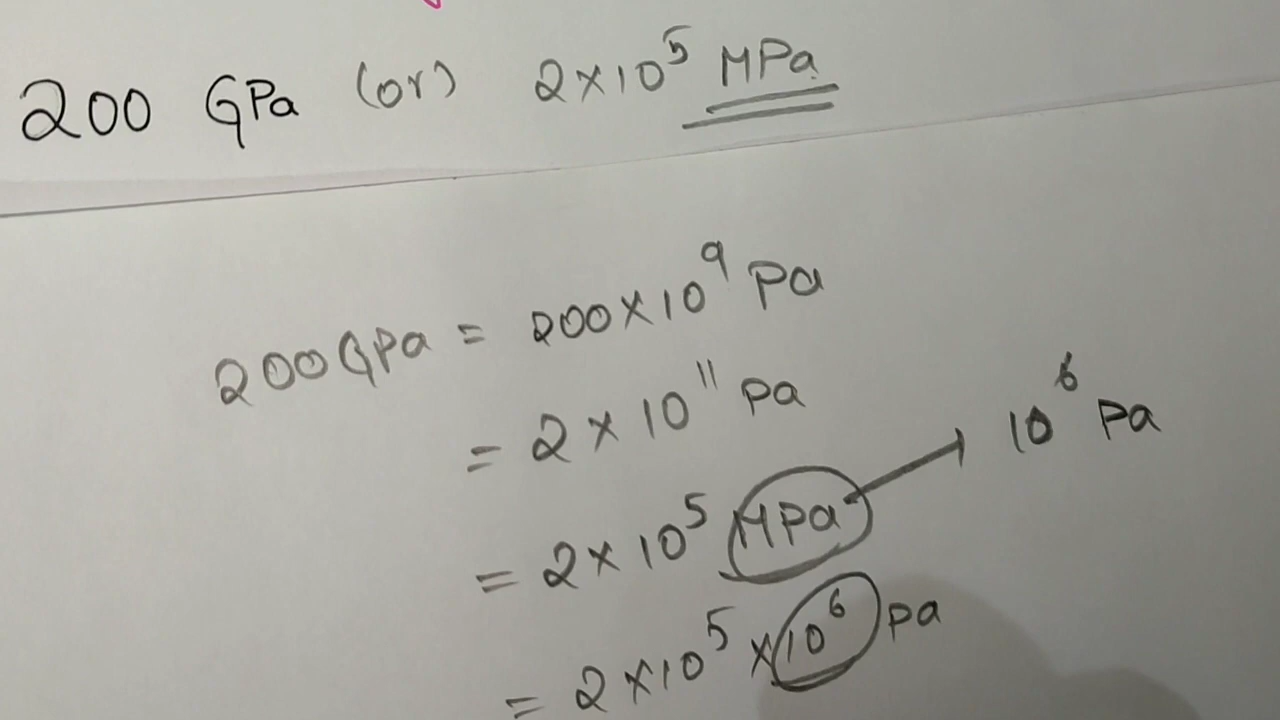 200 GPa (or) 2×10⁵ MPa
200 GPa = 200×10⁹ Pa
= 2×10¹¹ Pa
= 2×10⁵ MPa → 10⁶ Pa
= 2×10⁵×10⁶ Pa